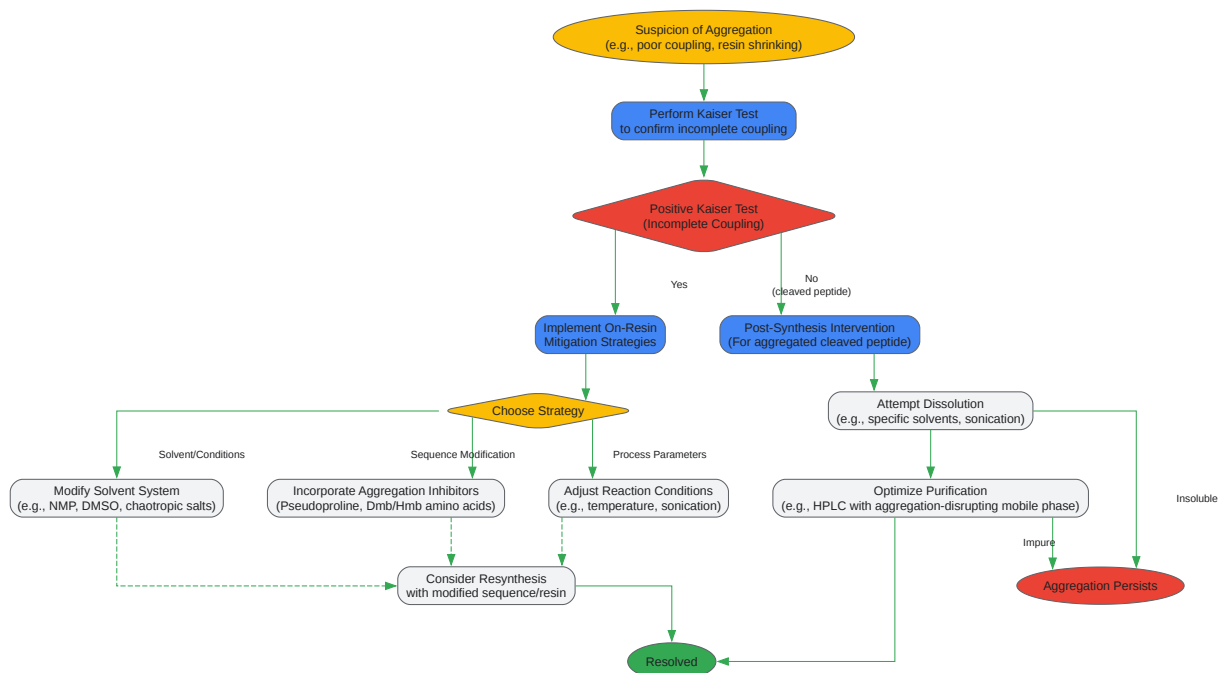 Suspicion of Aggregation
(e.g., poor coupling, resin shrinking)
Perform Kaiser Test
to confirm incomplete coupling
Positive Kaiser Test
(Incomplete Coupling)
Yes
No
(cleaved peptide)
Implement On-Resin
Mitigation Strategies
Post-Synthesis Intervention
(For aggregated cleaved peptide)
Choose Strategy
Attempt Dissolution
(e.g., specific solvents, sonication)
Solvent/Conditions
Sequence Modification
Process Parameters
Modify Solvent System
(e.g., NMP, DMSO, chaotropic salts)
Incorporate Aggregation Inhibitors
(Pseudoproline, Dmb/Hmb amino acids)
Adjust Reaction Conditions
(e.g., temperature, sonication)
Optimize Purification
(e.g., HPLC with aggregation-disrupting mobile phase)
Insoluble
Impure
Consider Resynthesis
with modified sequence/resin
Aggregation Persists
Resolved